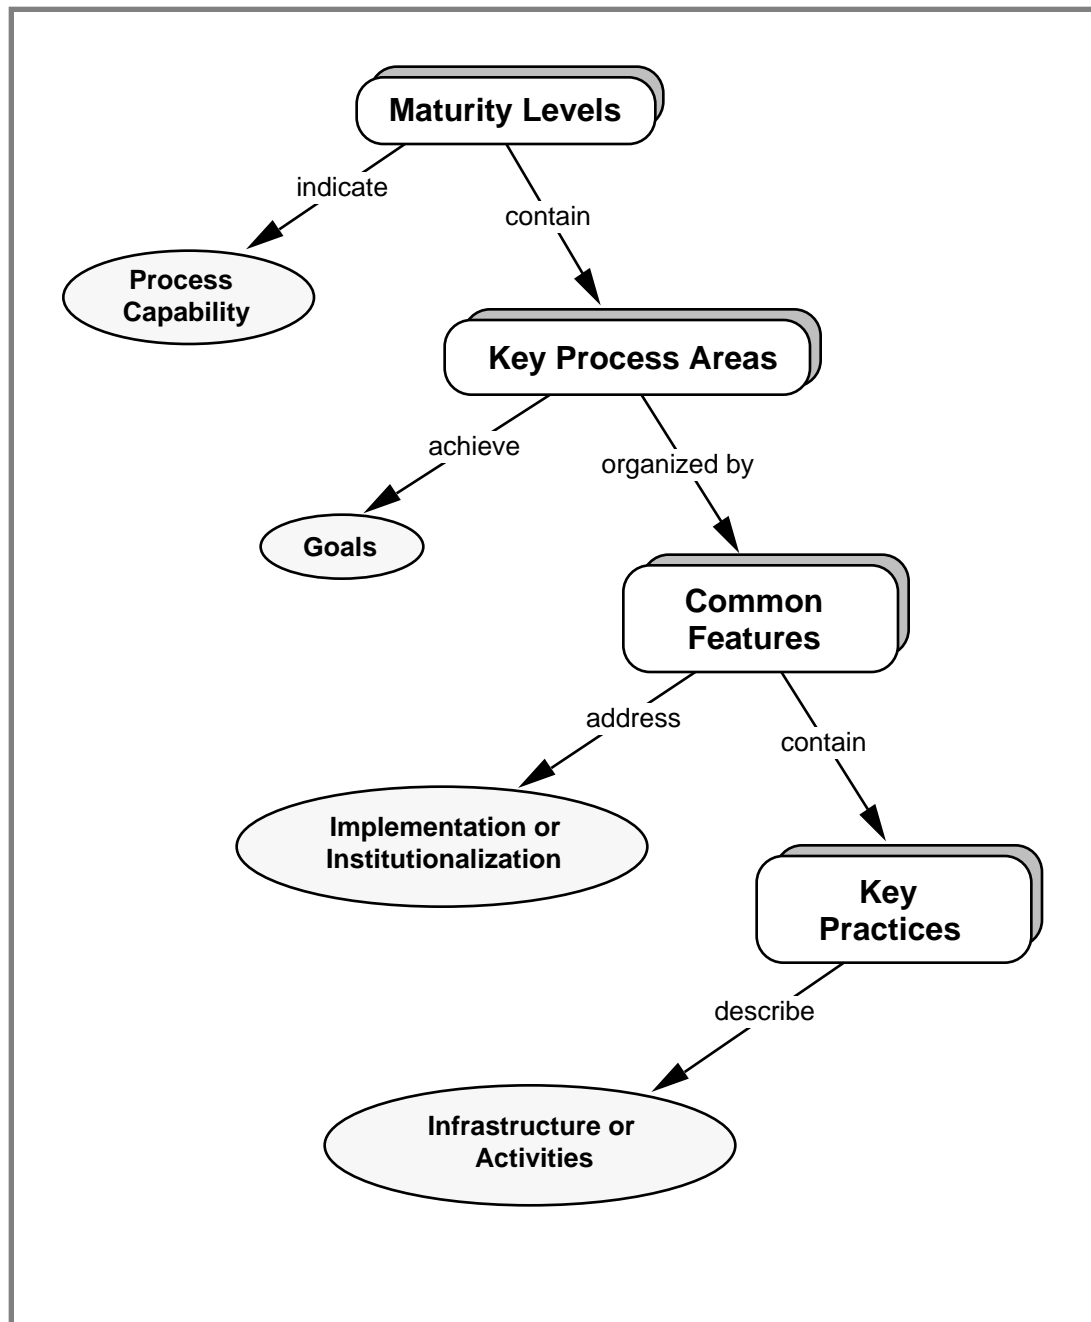 Maturity Levels
indicate
contain
Process
Capability
Key Process Areas
achieve
organized by
Goals
Common
Features
address
contain
Implementation or
Institutionalization
Key
Practices
describe
Infrastructure or
Activities